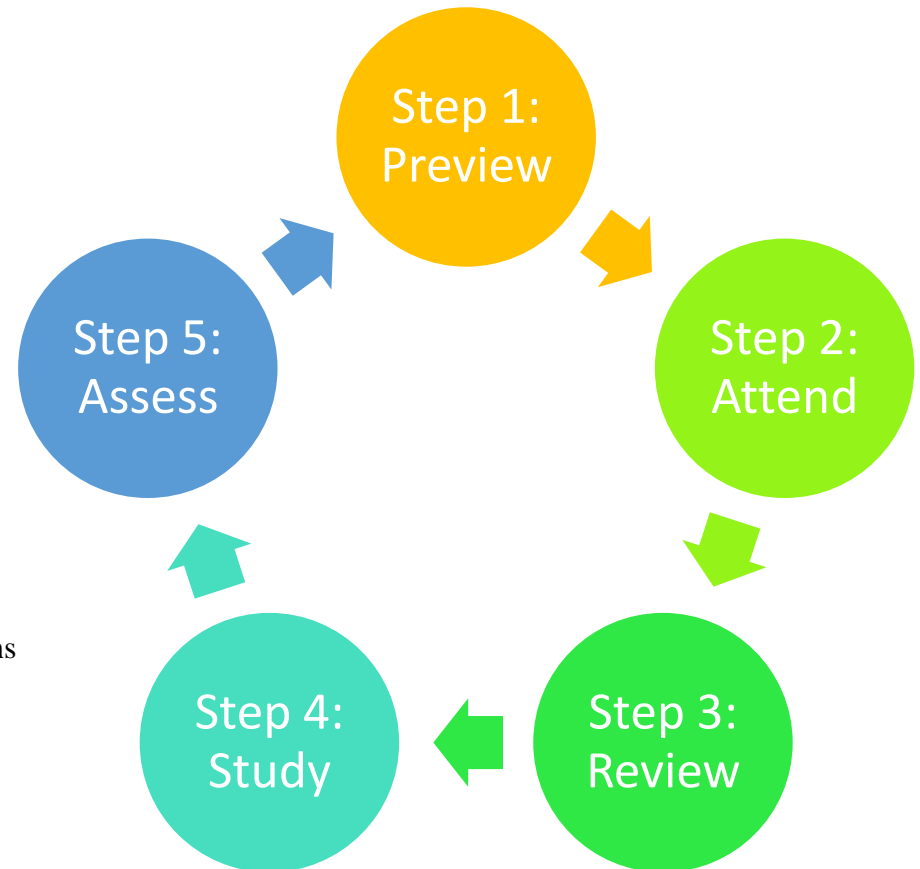 Step 1:
Preview
Step 2:
Attend
Step 3:
Review
Step 4:
Study
Step 5:
Assess